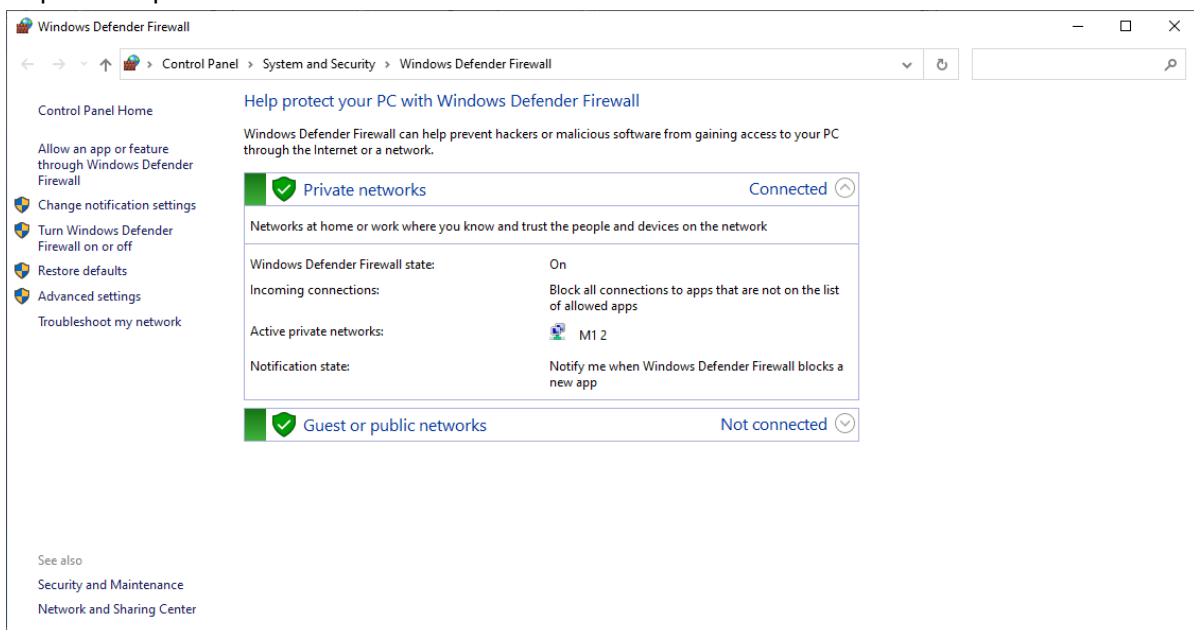 Windows Defender Firewall
Control Panel > System and Security > Windows Defender Firewall
Control Panel Home
Allow an app or feature
through Windows Defender
Firewall
Change notification settings
Turn Windows Defender
Firewall on or off
Restore defaults
Advanced settings
Troubleshoot my network
Help protect your PC with Windows Defender Firewall
Windows Defender Firewall can help prevent hackers or malicious software from gaining access to your PC
through the Internet or a network.
Private networks Connected
Networks at home or work where you know and trust the people and devices on the network
Windows Defender Firewall state: On
Incoming connections: Block all connections to apps that are not on the list
of allowed apps
Active private networks: M1 2
Notification state: Notify me when Windows Defender Firewall blocks a
new app
Guest or public networks Not connected
See also
Security and Maintenance
Network and Sharing Center